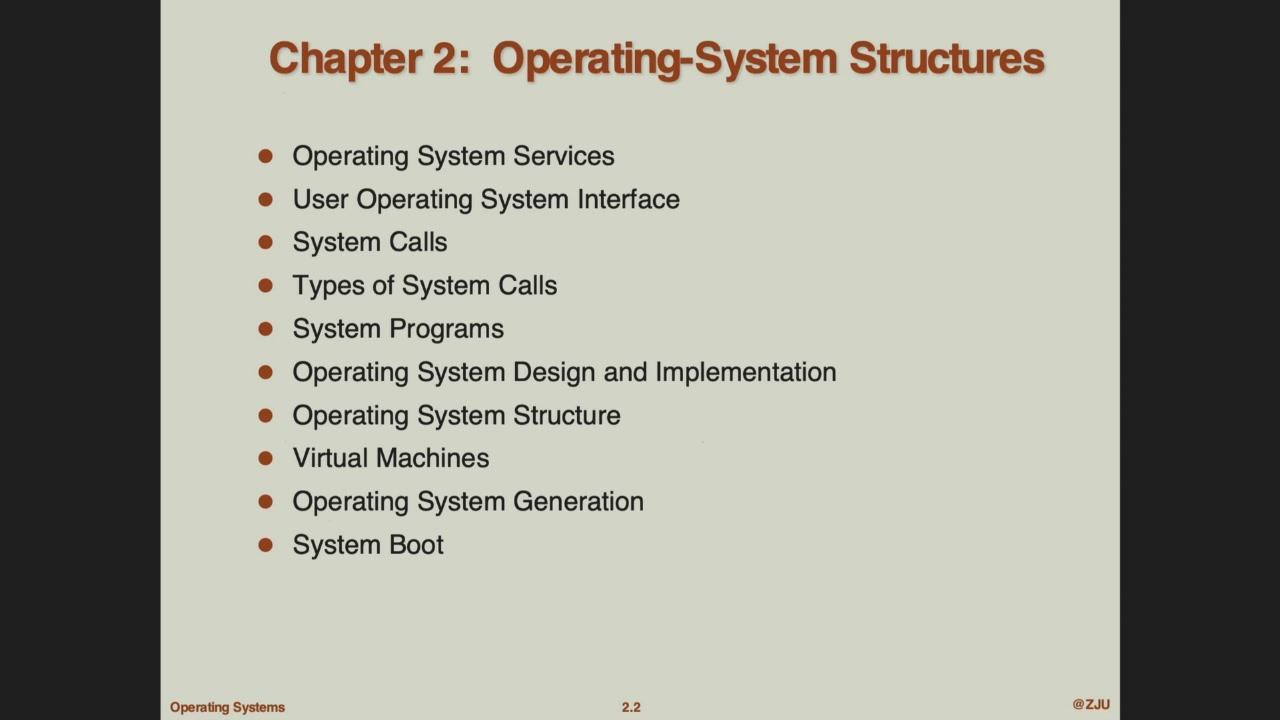 Chapter 2: Operating-System Structures
Operating System Services
User Operating System Interface
System Calls
Types of System Calls
System Programs
Operating System Design and Implementation
Operating System Structure
Virtual Machines
Operating System Generation
System Boot
Operating Systems
2.2
@ZJU